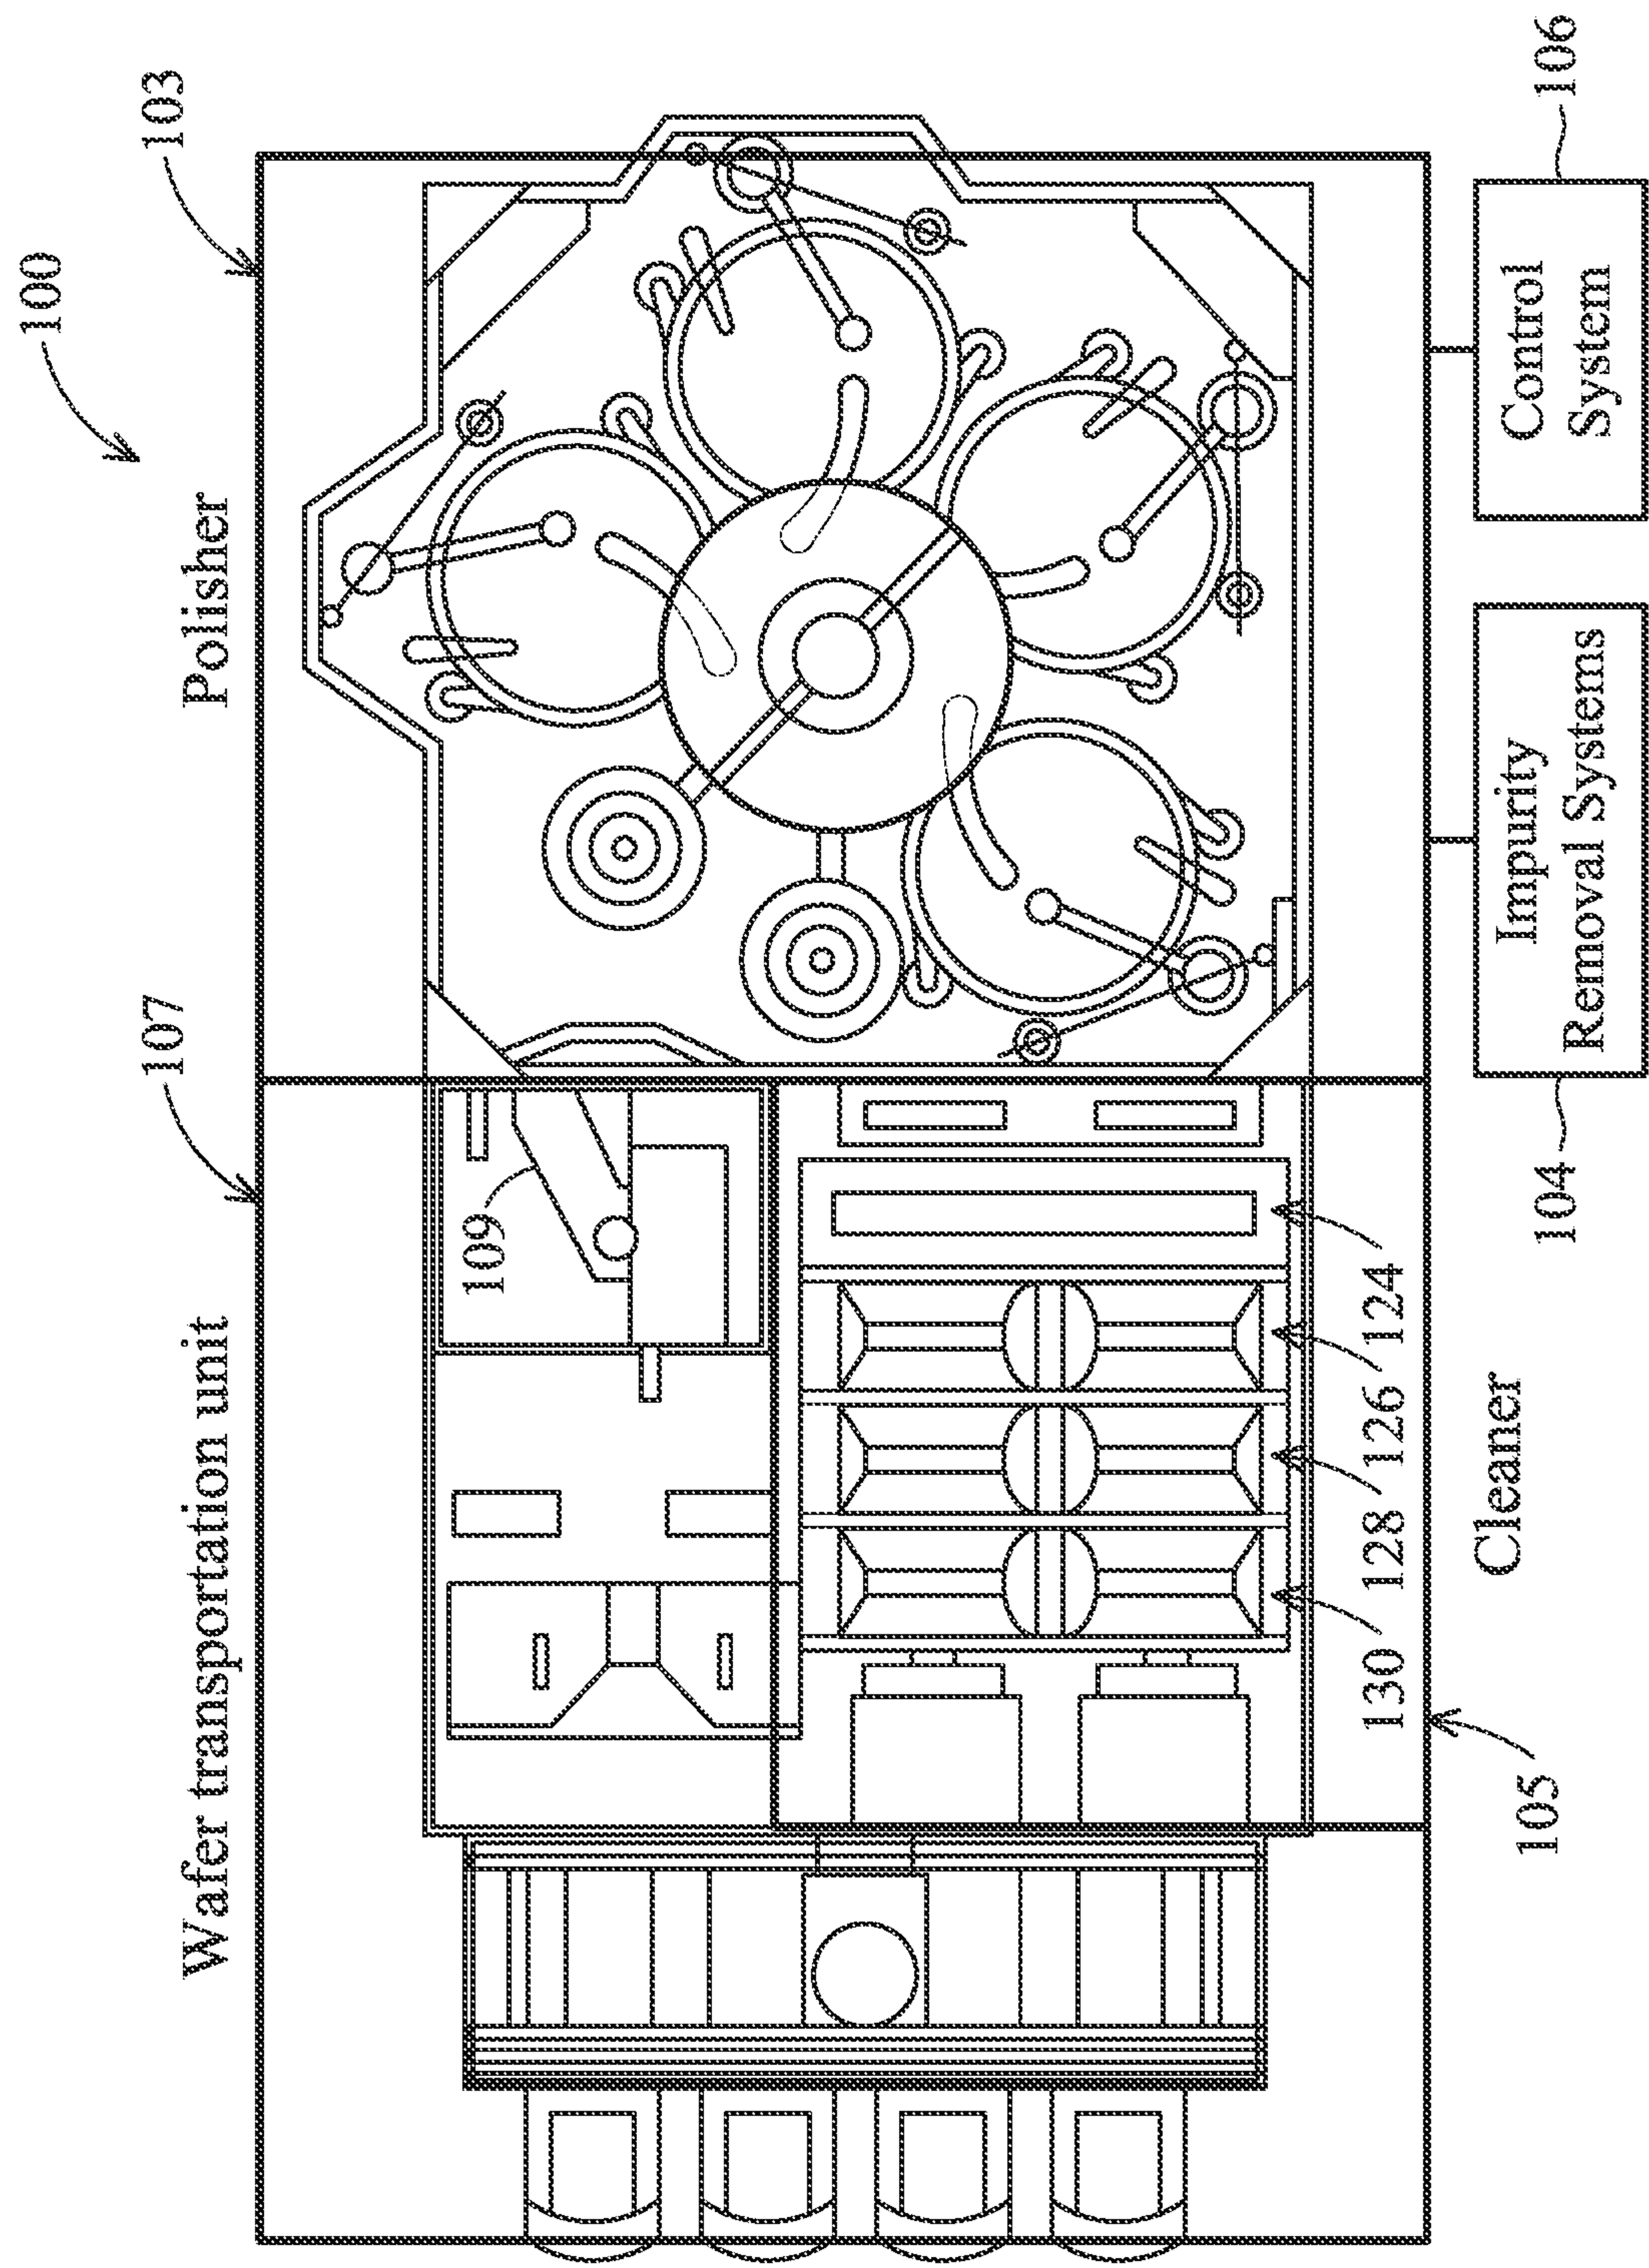 100
Wafer transportation unit
107
Polisher
103
109
130
128
126
124
105
Cleaner
104
Impurity
Removal Systems
Control
System
106